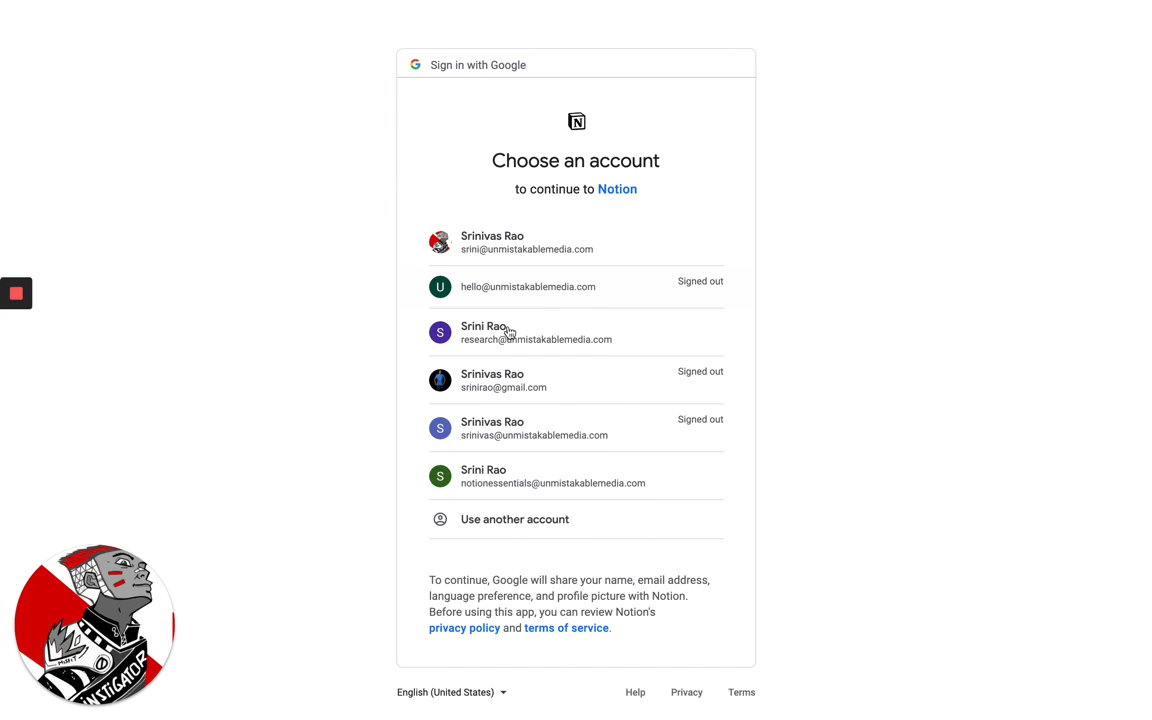 Sign in with Google
N
Choose an account
to continue to Notion
Srinivas Rao
srini@unmistakablemedia.com
U
hello@unmistakablemedia.com
Signed out
S
Srini Rao
research@unmistakablemedia.com
Srinivas Rao
srinirao@gmail.com
Signed out
S
Srinivas Rao
srinivas@unmistakablemedia.com
Signed out
S
Srini Rao
notionessentials@unmistakablemedia.com
Use another account
To continue, Google will share your name, email address,
language preference, and profile picture with Notion.
Before using this app, you can review Notion's
privacy policy and terms of service.
MISFIT
INSTIGATOR
English (United States)
Help
Privacy
Terms